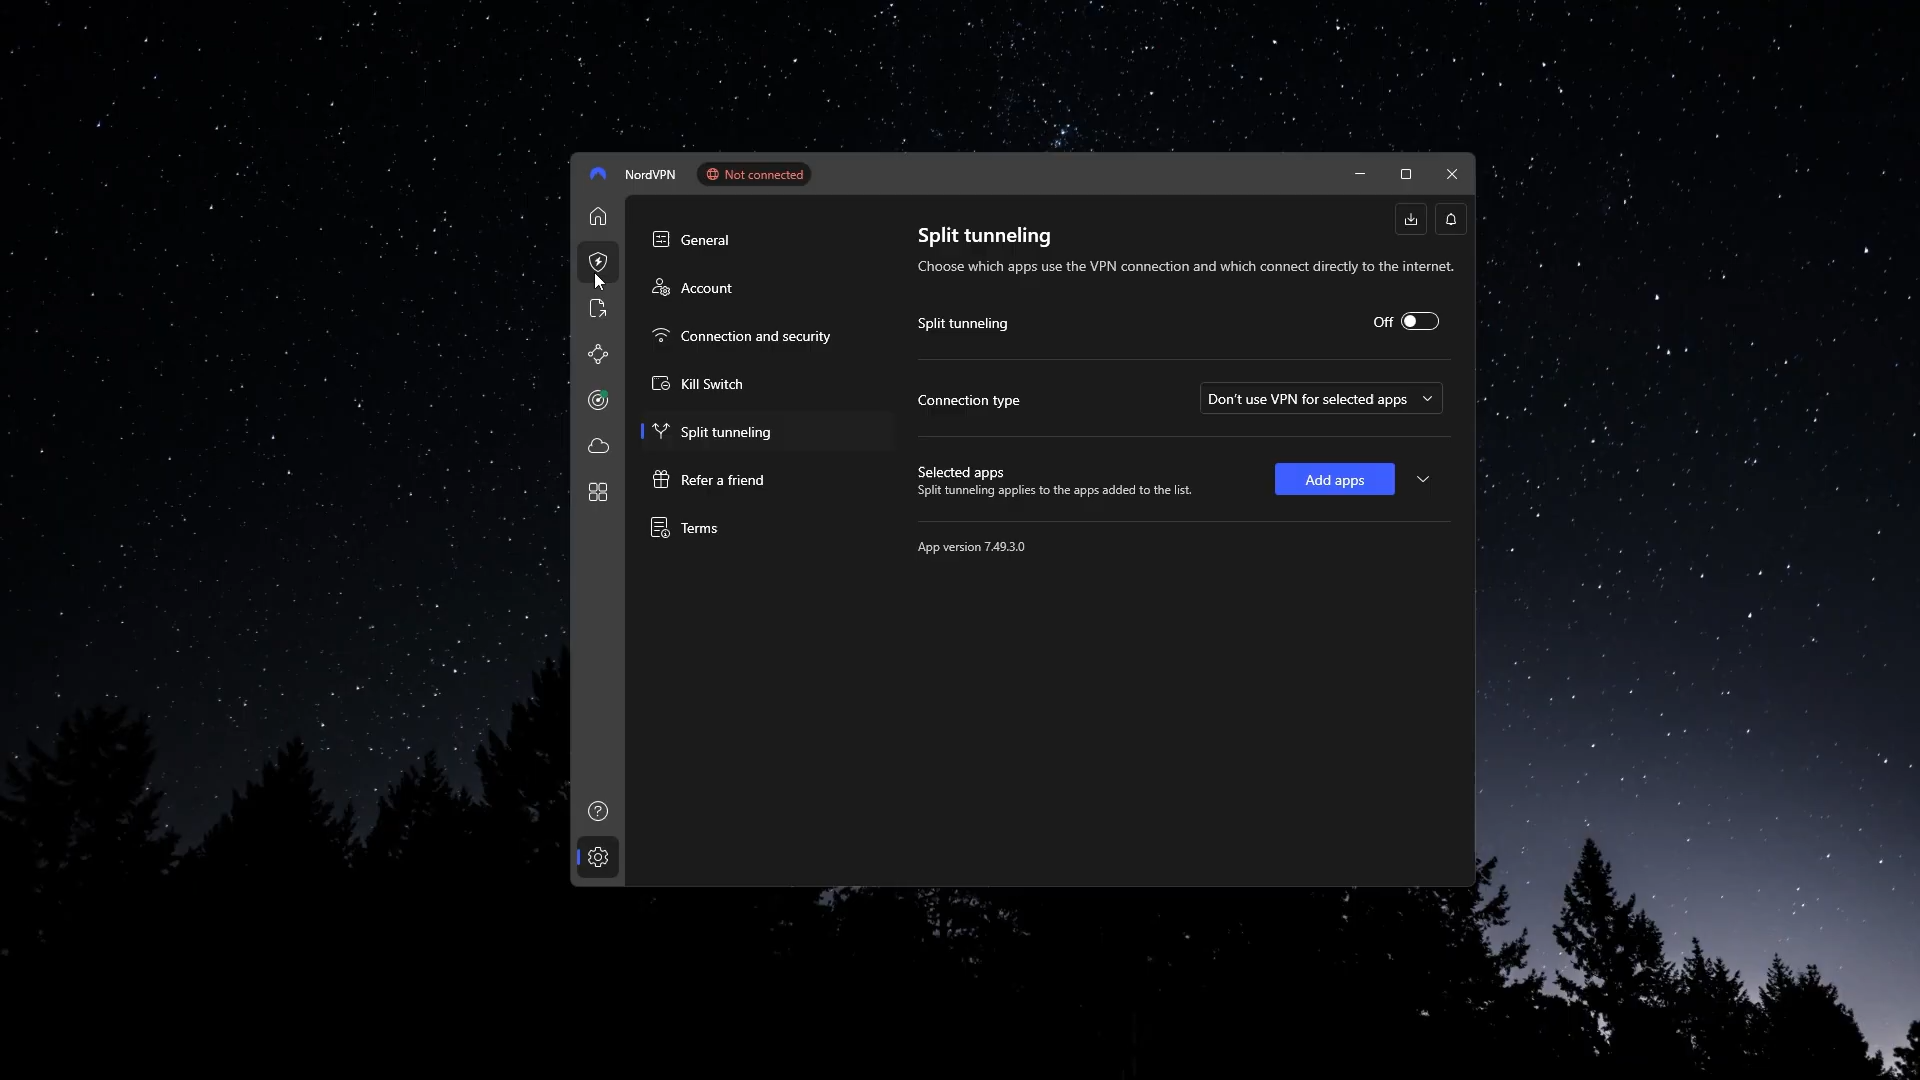 NordVPN
Not connected
General
Account
Connection and security
Kill Switch
Split tunneling
Refer a friend
Terms
Split tunneling
Choose which apps use the VPN connection and which connect directly to the internet.
Split tunneling
Off
Connection type
Don't use VPN for selected apps
Selected apps
Split tunneling applies to the apps added to the list.
Add apps
App version 7.49.3.0